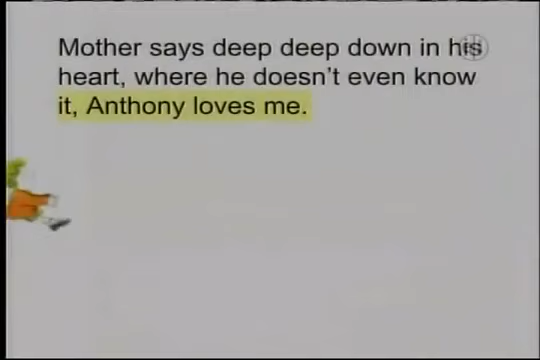 Mother says deep deep down in his
heart, where he doesn't even know
it, Anthony loves me.